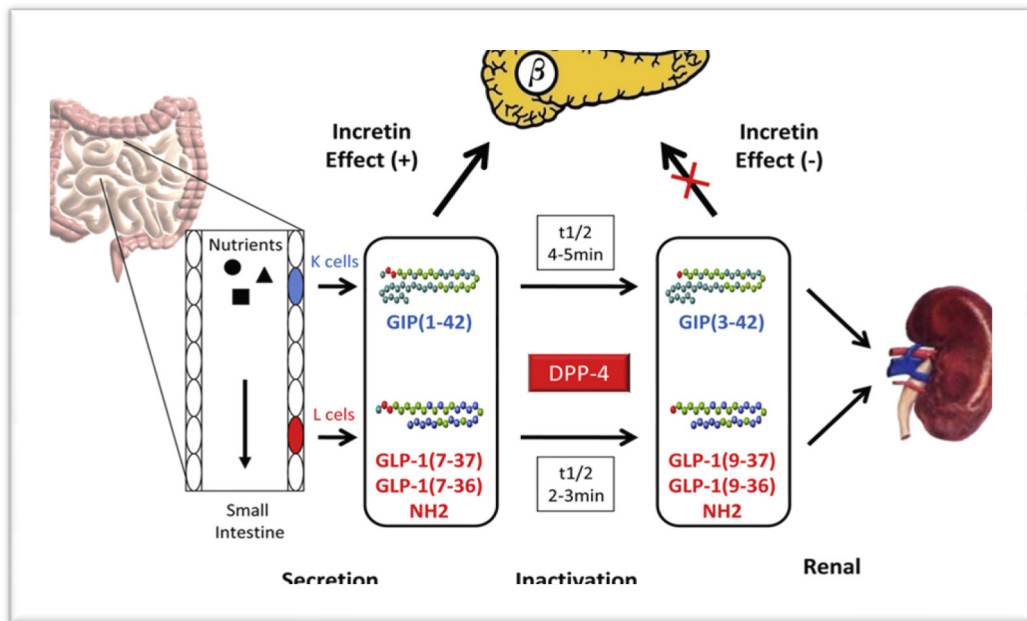 β
Incretin
Effect (+)
Incretin
Effect (-)
Nutrients
K cells
t1/2
4-5min
GIP(1-42)
GIP(3-42)
DPP-4
L cels
GLP-1(7-37)
GLP-1(7-36)
NH2
t1/2
2-3min
GLP-1(9-37)
GLP-1(9-36)
NH2
Small
Intestine
Secretion
Inactivation
Renal